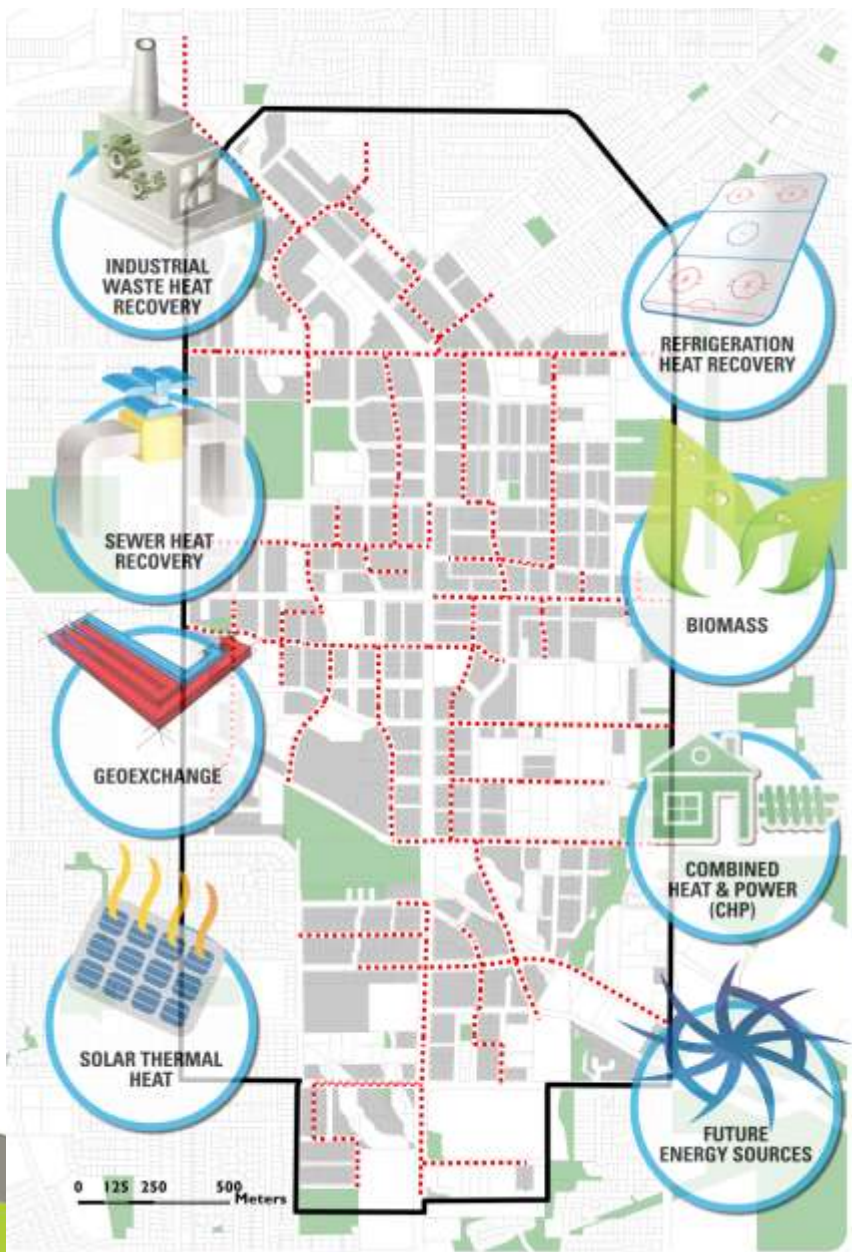 INDUSTRIAL
WASTE HEAT
RECOVERY
REFRIGERATION
HEAT RECOVERY
SEWER HEAT
RECOVERY
BIOMASS
GEOEXCHANGE
COMBINED
HEAT & POWER
(CHP)
SOLAR THERMAL
HEAT
FUTURE
ENERGY SOURCES
0 125 250 500
Meters